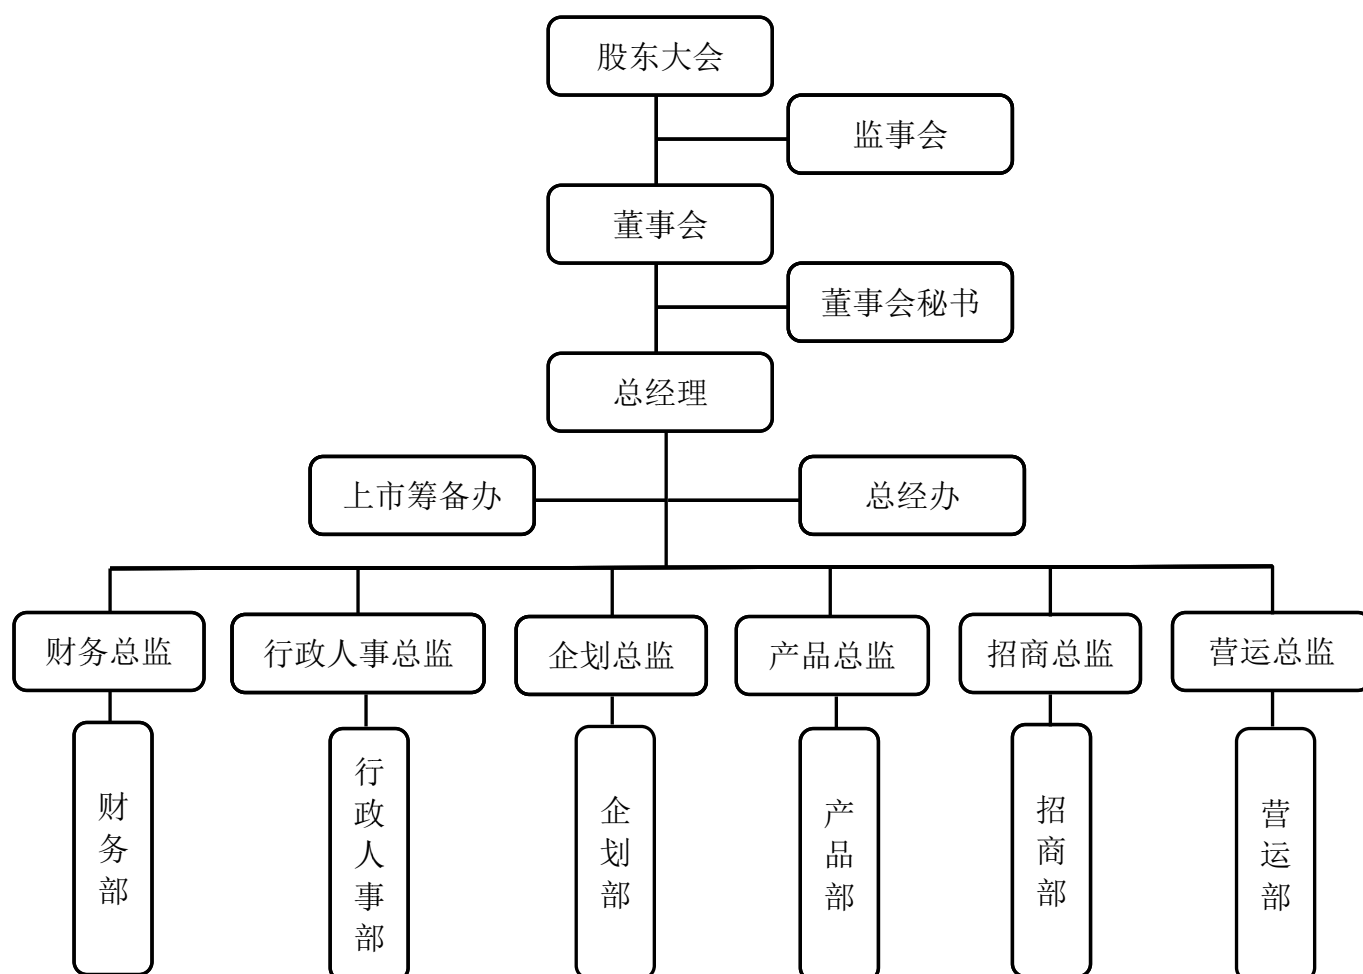 股东大会
监事会
董事会
董事会秘书
总经理
上市筹备办
总经办
财务总监
行政人事总监
企划总监
产品总监
招商总监
营运总监
财务部
行政人事部
企划部
产品部
招商部
营运部